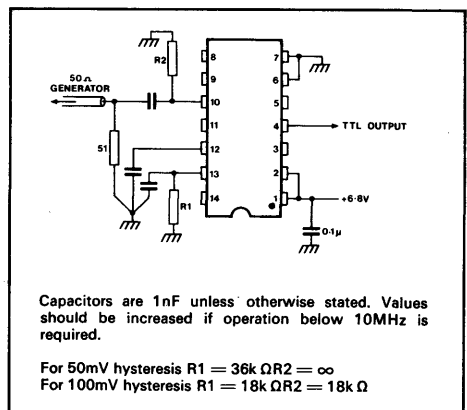 8
7
R2
9
6
50Ω
GENERATOR
10
5
11
4
TTL OUTPUT
51
12
3
13
2
R1
14
1
+6·8V
0·1μ
Capacitors are 1nF unless otherwise stated. Values
should be increased if operation below 10MHz is
required.
For 50mV hysteresis R1 = 36k ΩR2 = ∞
For 100mV hysteresis R1 = 18k ΩR2 = 18k Ω